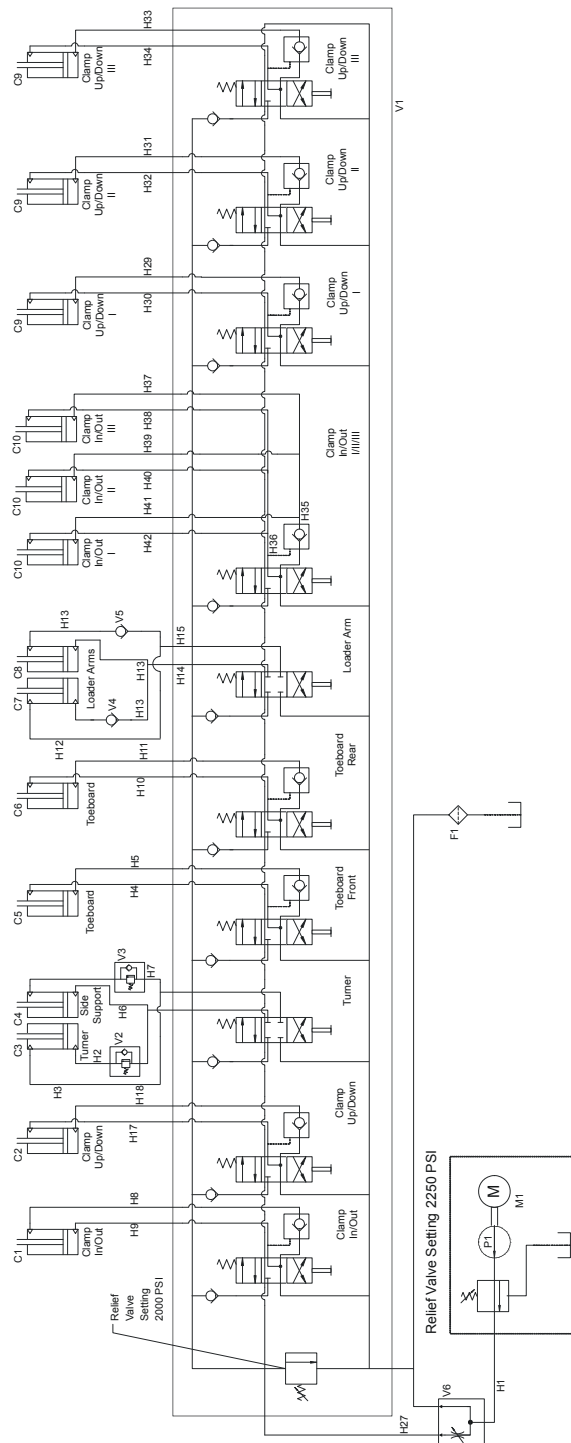 C1
Clamp
In/Out
H9
H8
C2
Clamp
Up/Down
H17
C3
Turner
H3
H2
V2
H18
C4
Side
Support
H6
V3
H7
C5
Toeboard
H4
H5
C6
Toeboard
H10
H11
H12
C7
C8
Loader Arms
V4
H13
H13
H13
V5
H14
H15
C10
Clamp
In/Out
I
H42
H41
C10
Clamp
In/Out
II
H40
H39
C10
Clamp
In/Out
III
H38
H37
C9
Clamp
Up/Down
I
H30
H29
C9
Clamp
Up/Down
II
H32
H31
C9
Clamp
Up/Down
III
H34
H33
Relief
Valve
Setting
2000 PSI
Clamp
In/Out
Clamp
Up/Down
Turner
Toeboard
Front
Toeboard
Rear
Loader Arm
H36
H35
Clamp
In/Out
I/II/III
Clamp
Up/Down
I
Clamp
Up/Down
II
Clamp
Up/Down
III
V1
H27
V6
H1
Relief Valve Setting 2250 PSI
P1
M
M1
F1